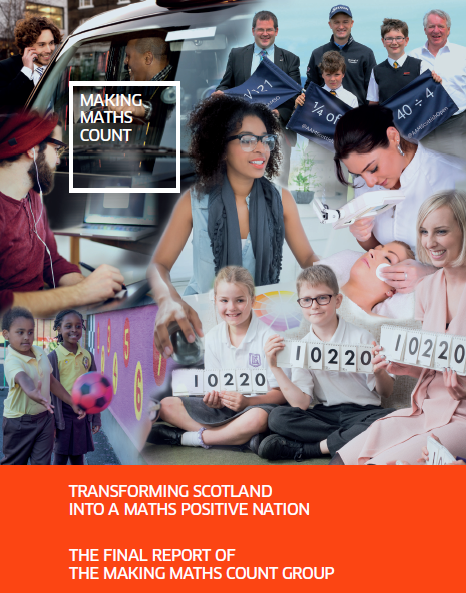 MAKING
MATHS
COUNT
¼ of
40 ÷ 4
10220
10220
10220
TRANSFORMING SCOTLAND
INTO A MATHS POSITIVE NATION
THE FINAL REPORT OF
THE MAKING MATHS COUNT GROUP